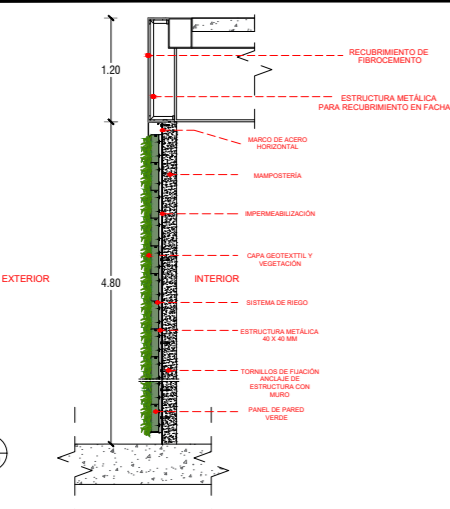 1.20
RECUBRIMIENTO DE
FIBROCEMENTO
ESTRUCTURA METÁLICA
PARA RECUBRIMIENTO EN FACHA
MARCO DE ACERO
HORIZONTAL
MAMPOSTERÍA
IMPERMEABILIZACIÓN
CAPA GEOTEXTTIL Y
VEGETACIÓN
EXTERIOR
4.80
INTERIOR
SISTEMA DE RIEGO
ESTRUCTURA METÁLICA
40 X 40 MM
TORNILLOS DE FIJACIÓN
ANCLAJE DE
ESTRUCTURA CON
MURO
PANEL DE PARED
VERDE